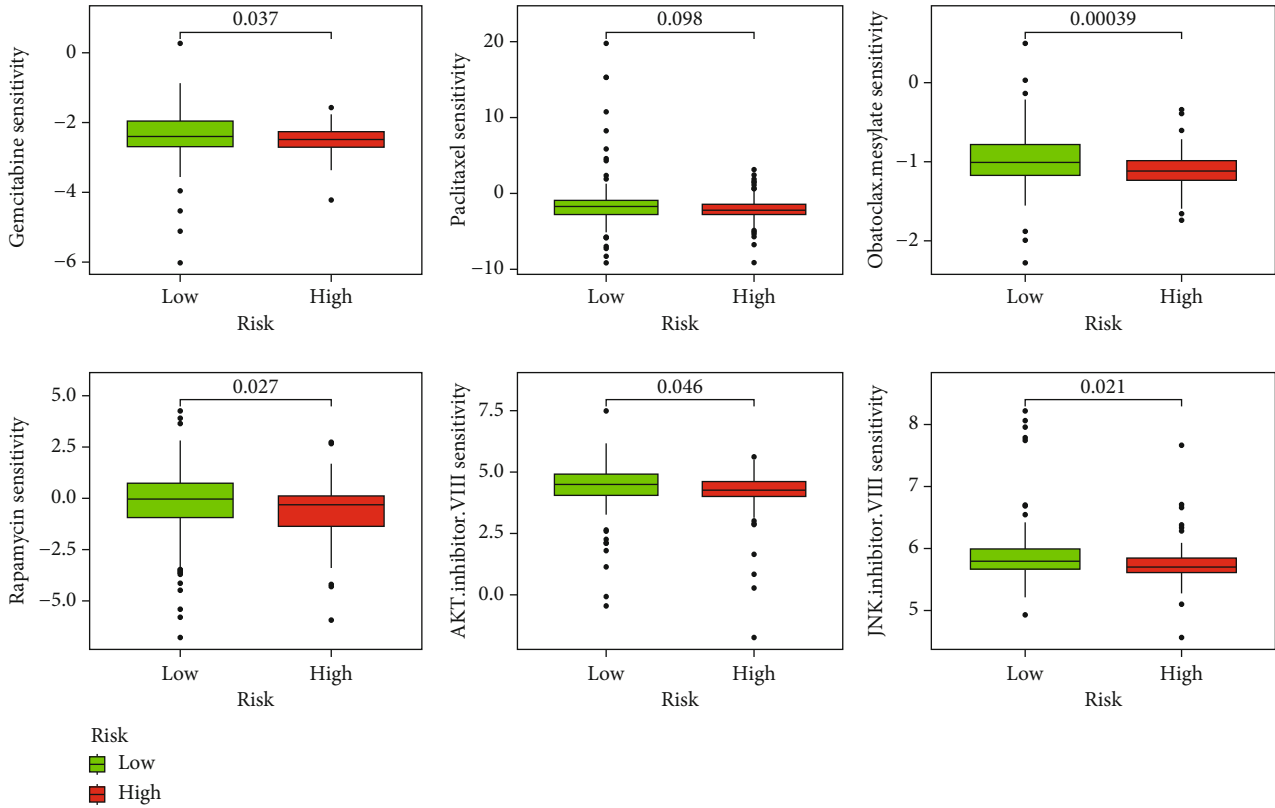 Gemcitabine sensitivity
0
−2
−4
−6
0.037
Low High
Risk
Paclitaxel sensitivity
20
10
0
−10
0.098
Low High
Risk
Obatoclax.mesylate sensitivity
0
−1
−2
0.00039
Low High
Risk
Rapamycin sensitivity
5.0
2.5
0.0
−2.5
−5.0
0.027
Low High
Risk
AKT.inhibitor.VIII sensitivity
7.5
5.0
2.5
0.0
0.046
Low High
Risk
JNK.inhibitor.VIII sensitivity
8
7
6
5
0.021
Low High
Risk
Risk
Low
High